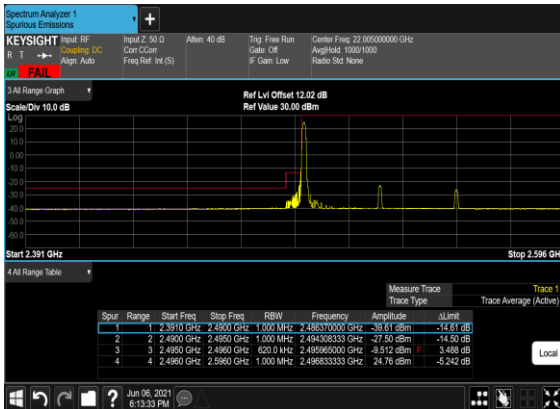 Spectrum Analyzer 1
Spurious Emissions
+
KEYSIGHT Input: RF Input Z: 50 Ω Atten: 40 dB Trig: Free Run Center Freq: 22.005000000 GHz
R T Coupling: DC Corr CCorr Gate: Off Avg|Hold: 1000/1000
Align: Auto Freq Ref: Int (S) IF Gain: Low Radio Std: None
LNI FAIL
3 All Range Graph
Ref Lvl Offset 12.02 dB
Scale/Div 10.0 dB Ref Value 30.00 dBm
Log
20.0
10.0
0.00
-10.0
-20.0
-30.0
-40.0
-50.0
-60.0
Start 2.391 GHz Stop 2.596 GH
4 All Range Table
Measure Trace Trace 1
Trace Type Trace Average (Active)
Spur Range Start Freq Stop Freq RBW Frequency Amplitude ΔLimit
1 1 2.3910 GHz 2.4900 GHz 1.000 MHz 2.486370000 GHz -39.61 dBm -14.61 dB
2 2 2.4900 GHz 2.4950 GHz 1.000 MHz 2.494308333 GHz -27.50 dBm -14.50 dB
3 3 2.4950 GHz 2.4960 GHz 620.0 kHz 2.495965000 GHz -9.512 dBm F 3.488 dB
4 4 2.4960 GHz 2.5960 GHz 1.000 MHz 2.496833333 GHz 24.76 dBm -5.242 dB
Local
? Jun 06, 2021
6:13:33 PM